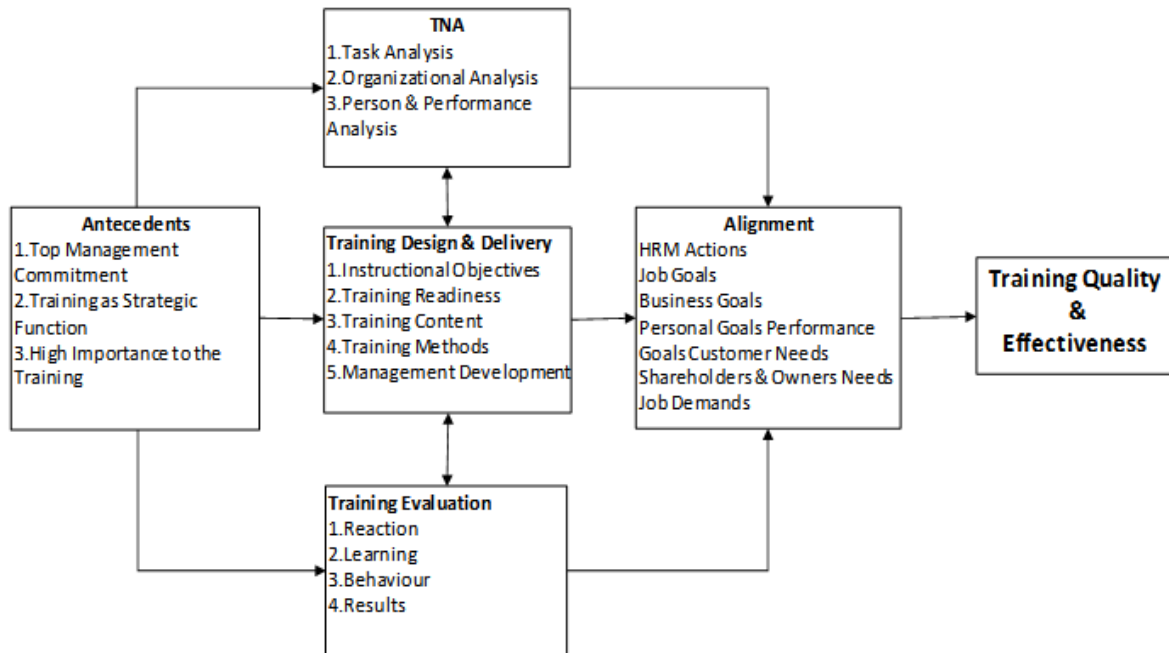 TNA
1.Task Analysis
2.Organizational Analysis
3.Person & Performance
Analysis
Antecedents
1.Top Management
Commitment
2.Training as Strategic
Function
3.High Importance to the
Training
Training Design & Delivery
1.Instructional Objectives
2.Training Readiness
3.Training Content
4.Training Methods
5.Management Development
Training Evaluation
1.Reaction
2.Learning
3.Behaviour
4.Results
Alignment
HRM Actions
Job Goals
Business Goals
Personal Goals Performance
Goals Customer Needs
Shareholders & Owners Needs
Job Demands
Training Quality
&
Effectiveness